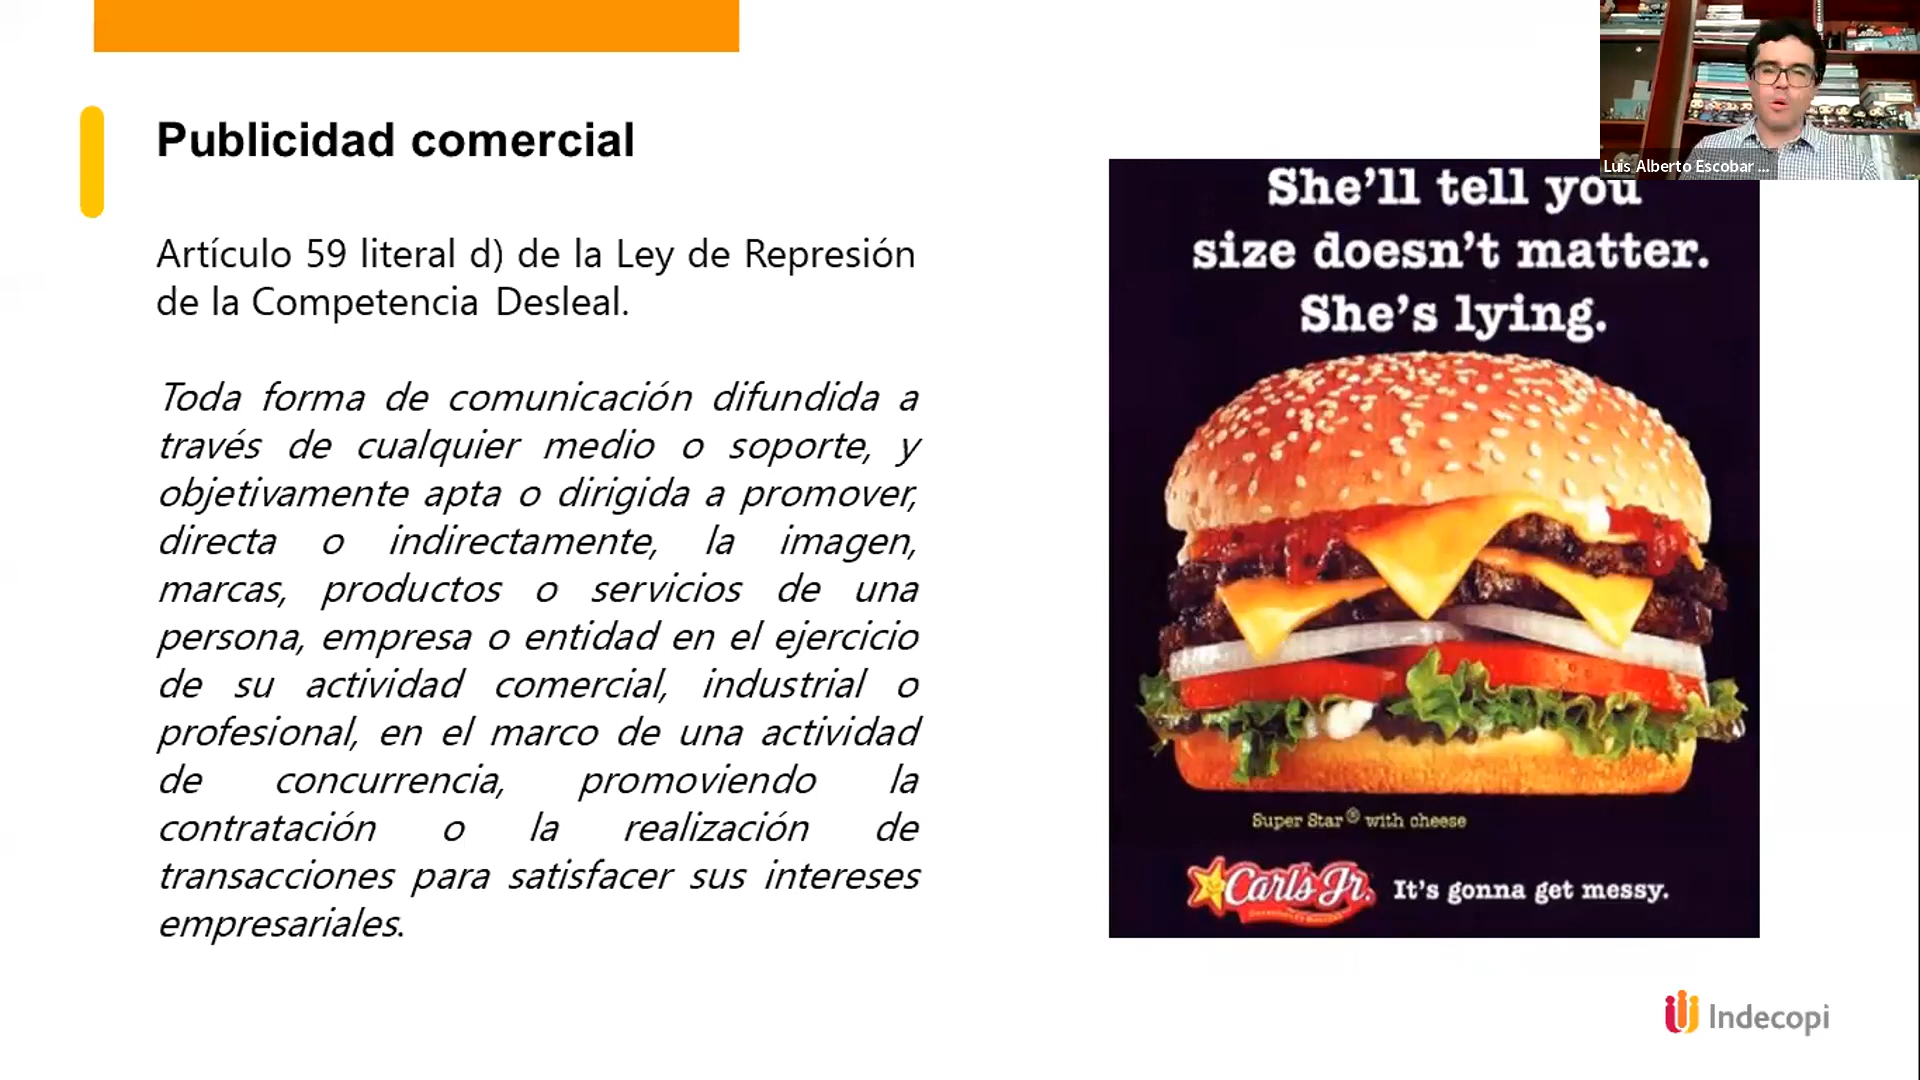 Publicidad comercial
Artículo 59 literal d) de la Ley de Represión
de la Competencia Desleal.
Toda forma de comunicación difundida a
través de cualquier medio o soporte, y
objetivamente apta o dirigida a promover,
directa o indirectamente, la imagen,
marcas, productos o servicios de una
persona, empresa o entidad en el ejercicio
de su actividad comercial, industrial o
profesional, en el marco de una actividad
de concurrencia, promoviendo la
contratación o la realización de
transacciones para satisfacer sus intereses
empresariales.
Luis Alberto Escobar ...
She'll tell you
size doesn't matter.
She's lying.
Super Star® with cheese
Carl's Jr. It's gonna get messy.
Indecopi